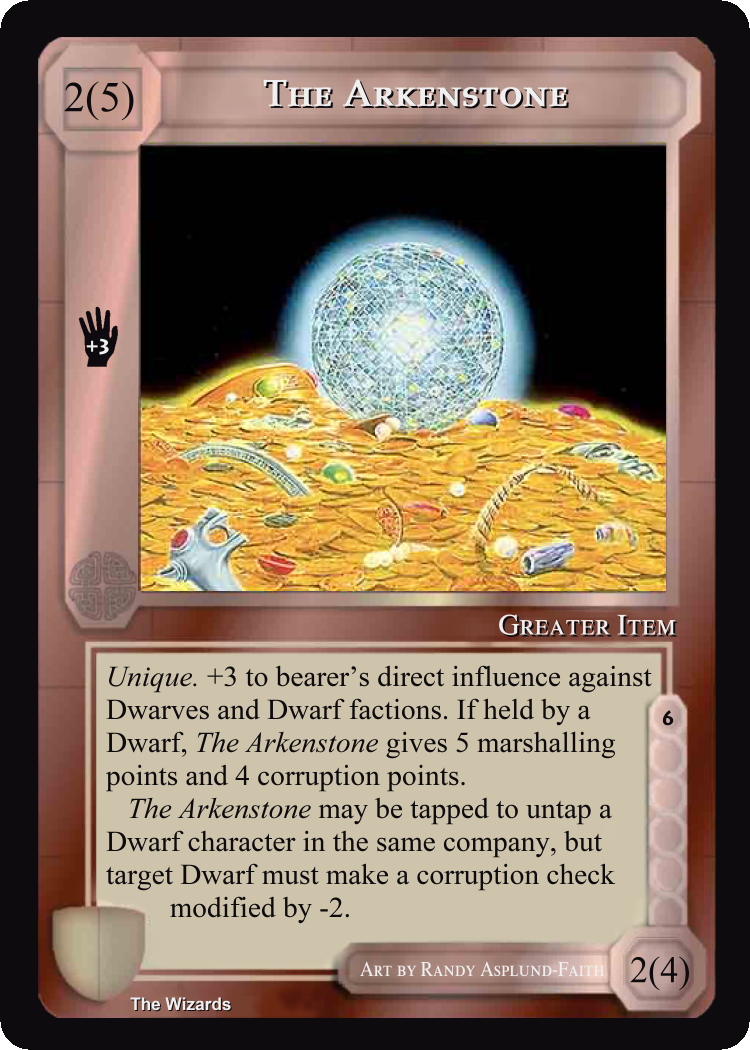 2(5)
The Arkenstone
+3
Greater Item
Unique. +3 to bearer's direct influence against
Dwarves and Dwarf factions. If held by a
Dwarf, The Arkenstone gives 5 marshalling
points and 4 corruption points.
The Arkenstone may be tapped to untap a
Dwarf character in the same company, but
target Dwarf must make a corruption check
modified by -2.
6
Art by Randy Asplund-Faith
2(4)
The Wizards